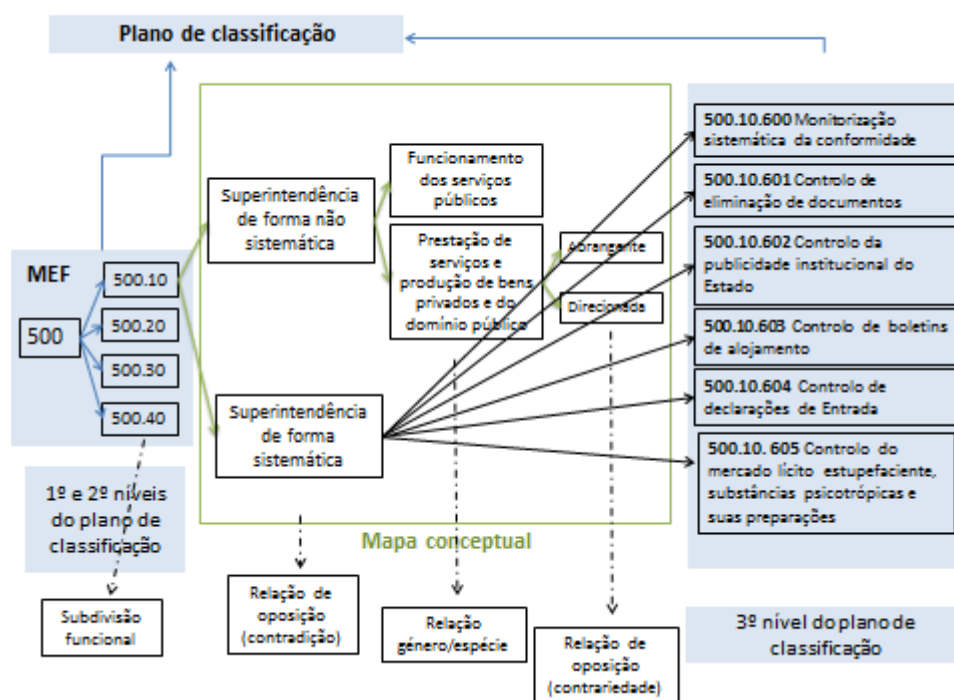 Plano de classificação
MEF
500
500.10
500.20
500.30
500.40
1º e 2º níveis
do plano de
classificação
Subdivisão
funcional
Superintendência
de forma não
sistemática
Superintendência
de forma
sistemática
Funcionamento
dos serviços
públicos
Prestação de
serviços e
produção de bens
privados e do
domínio público
Abrangente
Direcionada
Mapa conceptual
Relação de
oposição
(contradição)
Relação
género/espécie
Relação de
oposição
(contrariedade)
500.10.600 Monitorização
sistemática da conformidade
500.10.601 Controlo de
eliminação de documentos
500.10.602 Controlo da
publicidade institucional do
Estado
500.10.603 Controlo de boletins
de alojamento
500.10.604 Controlo de
declarações de Entrada
500.10. 605 Controlo do
mercado lícito estupefaciente,
substâncias psicotrópicas e
suas preparações
3º nível do plano de
classificação